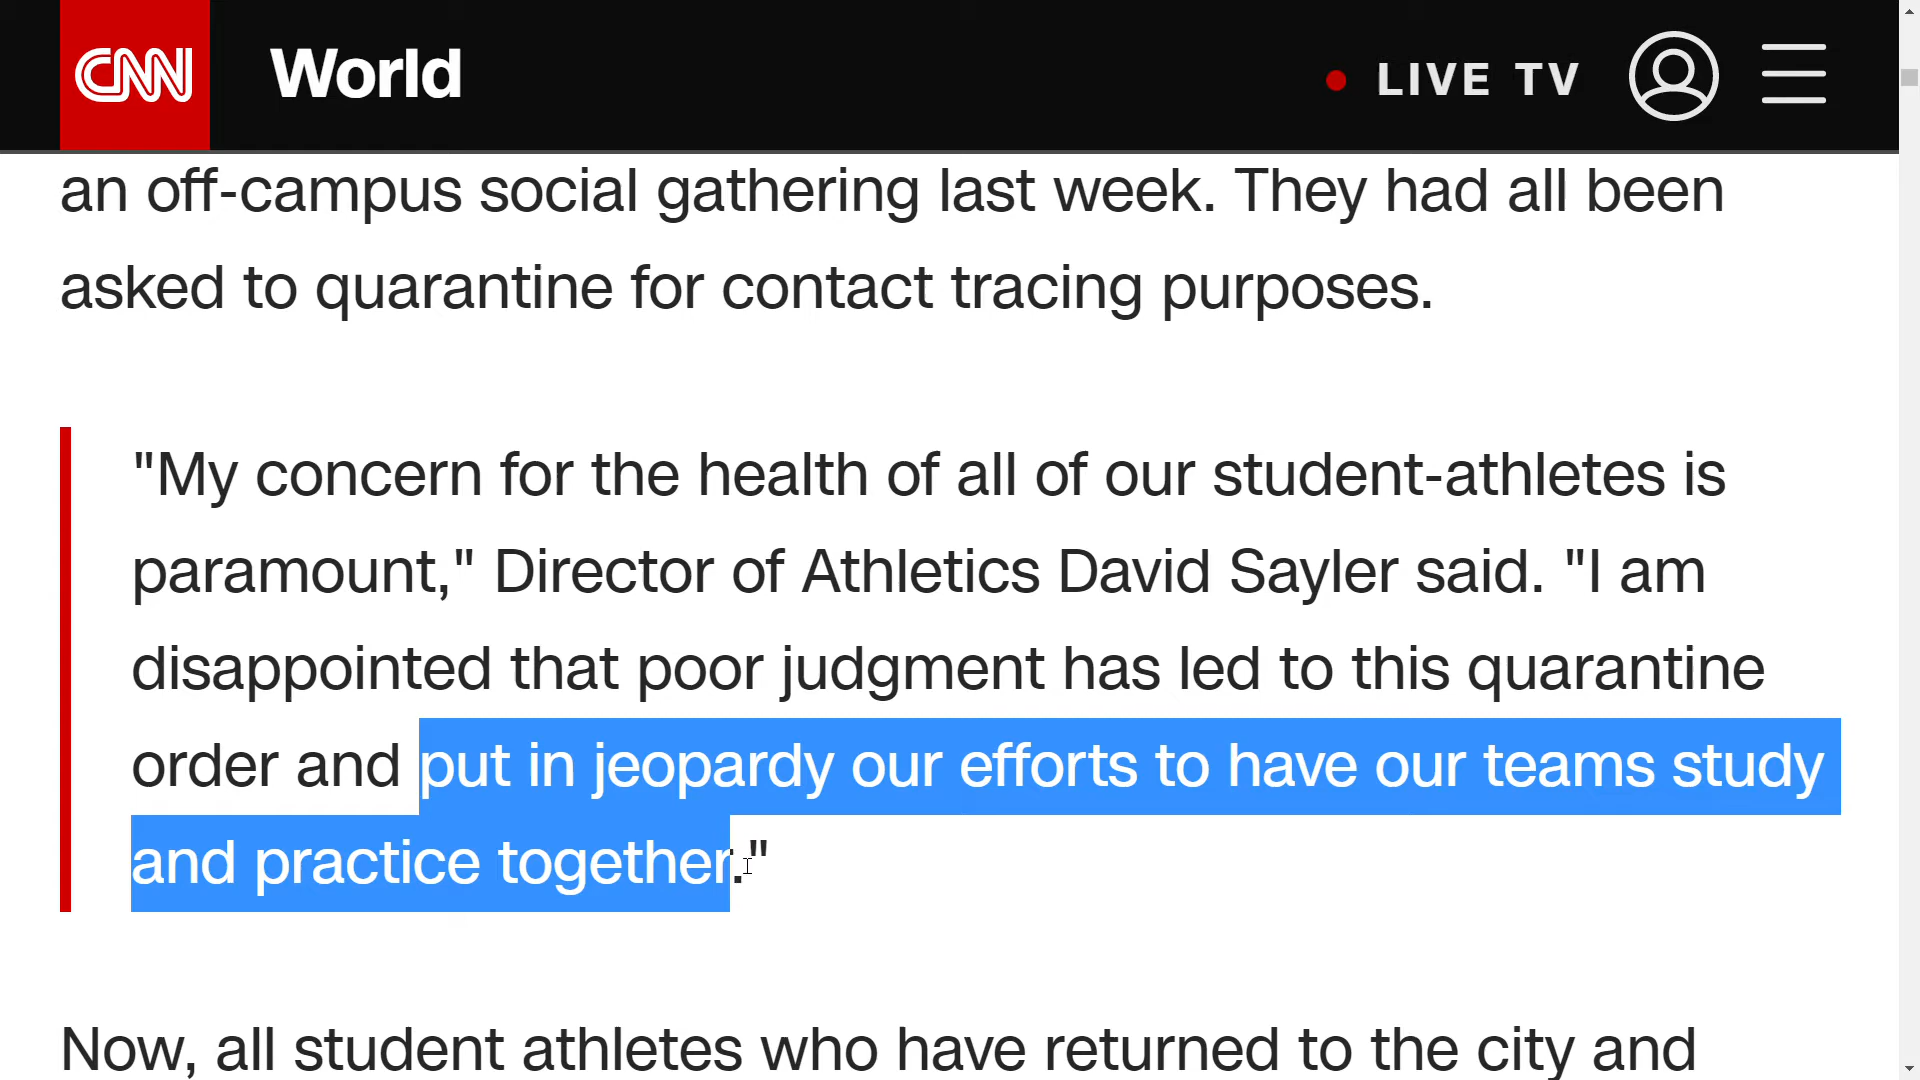 CNN World LIVE TV
an off-campus social gathering last week. They had all been
asked to quarantine for contact tracing purposes.
"My concern for the health of all of our student-athletes is
paramount," Director of Athletics David Sayler said. "I am
disappointed that poor judgment has led to this quarantine
order and put in jeopardy our efforts to have our teams study
and practice together."
Now, all student athletes who have returned to the city and